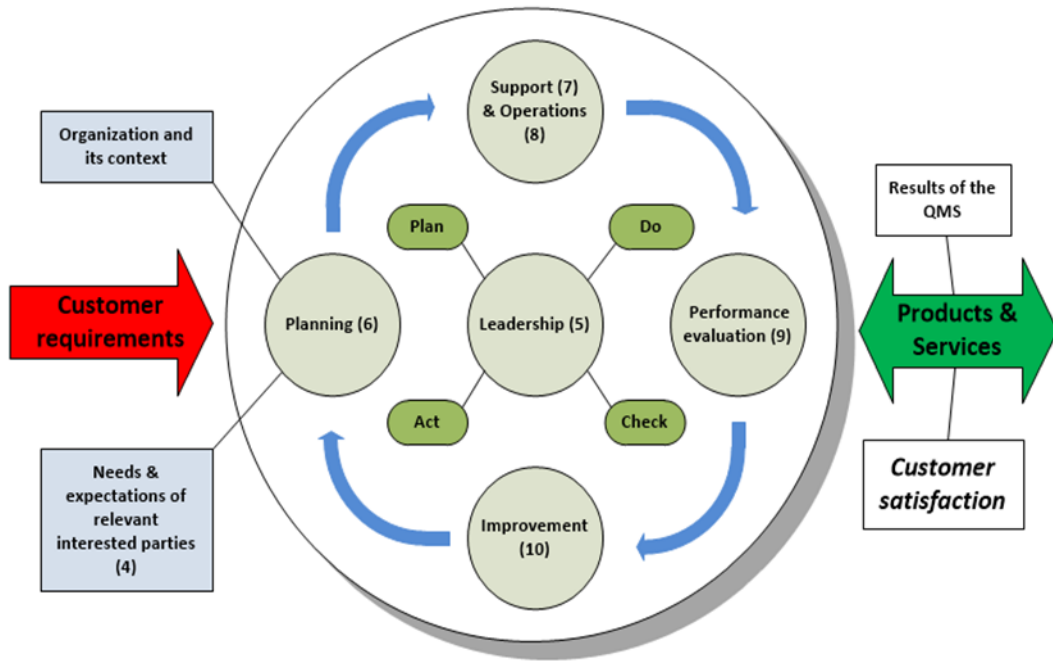 Support (7)
& Operations
(8)
Organization and
its context
Plan
Do
Results of the
QMS
Customer
requirements
Planning (6)
Leadership (5)
Performance
evaluation (9)
Products &
Services
Act
Check
Needs &
expectations of
relevant
interested parties
(4)
Improvement
(10)
Customer
satisfaction